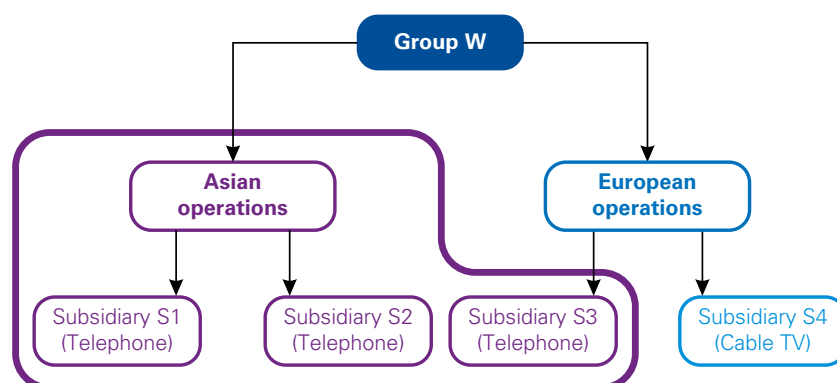 Group W
Asian
operations
European
operations
Subsidiary S1
(Telephone)
Subsidiary S2
(Telephone)
Subsidiary S3
(Telephone)
Subsidiary S4
(Cable TV)